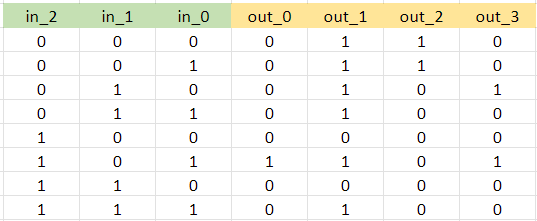 in_2 in_1 in_0 out_0 out_1 out_2 out_3
0 0 0 0 1 1 0
0 0 1 0 1 1 0
0 1 0 0 1 0 1
0 1 1 0 1 0 0
1 0 0 0 0 0 0
1 0 1 1 1 0 1
1 1 0 0 0 0 0
1 1 1 0 1 0 0